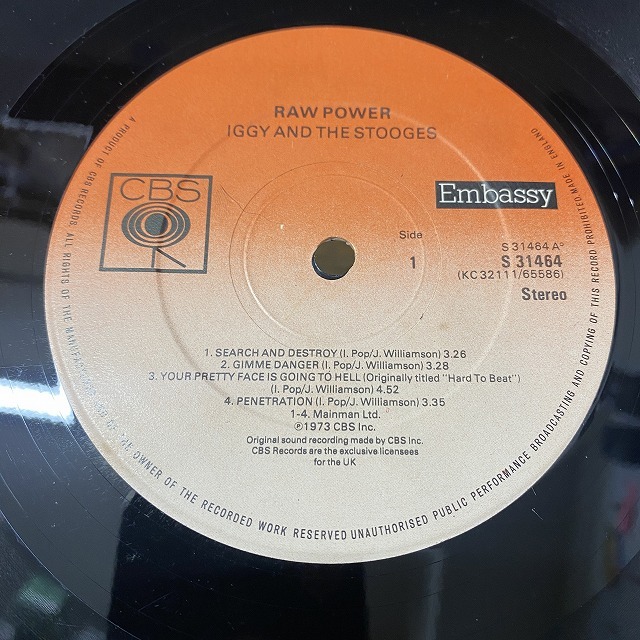 RAW POWER
IGGY AND THE STOOGES
CBS
Embassy
Side
1
S 31464 A°
S 31464
(KC32111/65586)
Stereo
1. SEARCH AND DESTROY (I. Pop/J. Williamson) 3.26
2. GIMME DANGER (I. Pop/J. Williamson) 3.28
3. YOUR PRETTY FACE IS GOING TO HELL (Originally titled "Hard To Beat")
(I. Pop/J. Williamson) 4.52
4. PENETRATION (I. Pop/J. Williamson) 3.35
1-4. Mainman Ltd.
℗1973 CBS Inc.
Original sound recording made by CBS Inc.
CBS Records are the exclusive licensees
for the UK
A PRODUCT OF CBS RECORDS. ALL RIGHTS OF THE OWNER OF THE RECORDED WORK RESERVED UNAUTHORISED PUBLIC PERFORMANCE BROADCASTING AND COPYING OF THIS RECORD PROHIBITED. MADE IN ENGLAND